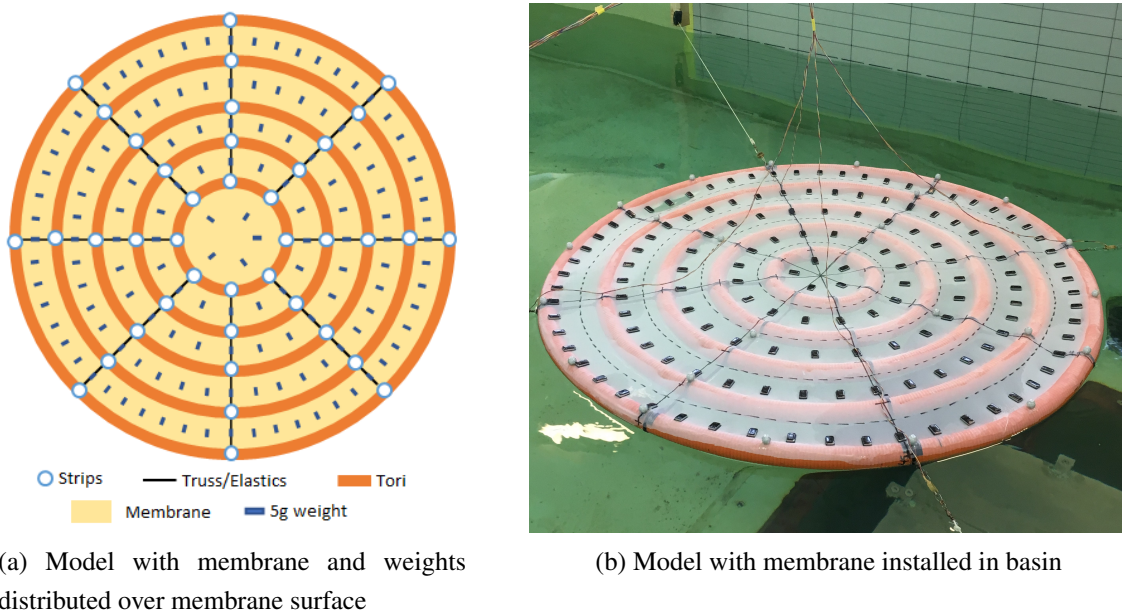 Strips
Truss/Elastics
Tori
Membrane
5g weight
(a) Model with membrane and weights
distributed over membrane surface
(b) Model with membrane installed in basin